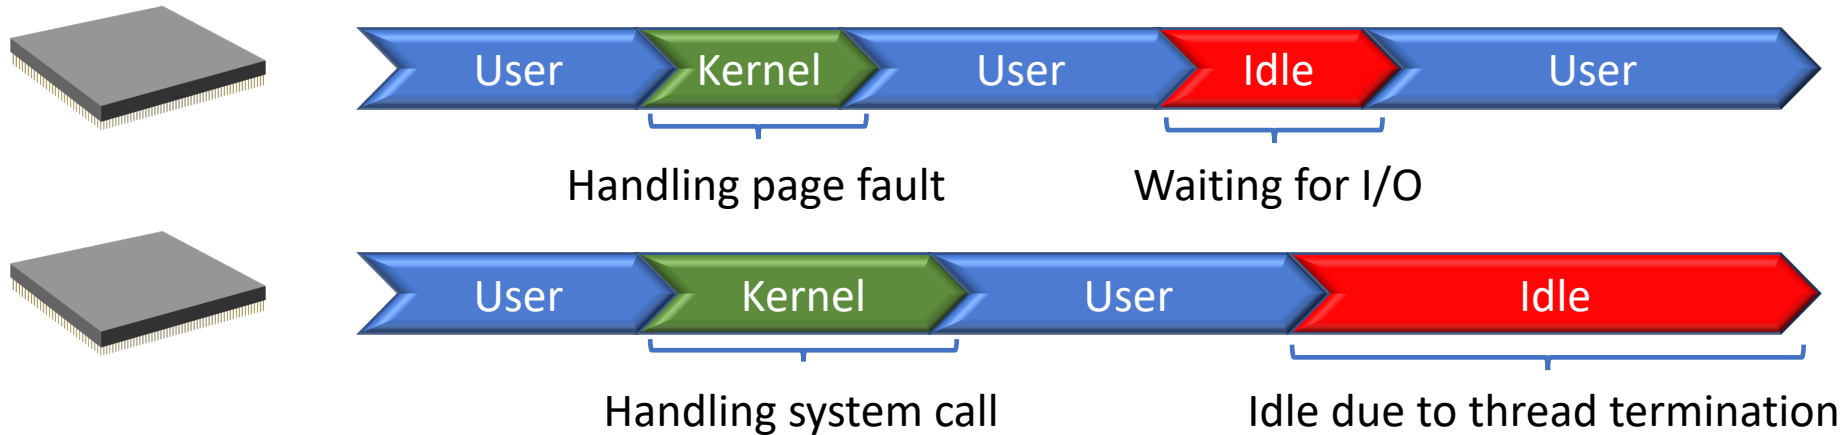 User Kernel User Idle User
Handling page fault Waiting for I/O
User Kernel User Idle
Handling system call Idle due to thread termination